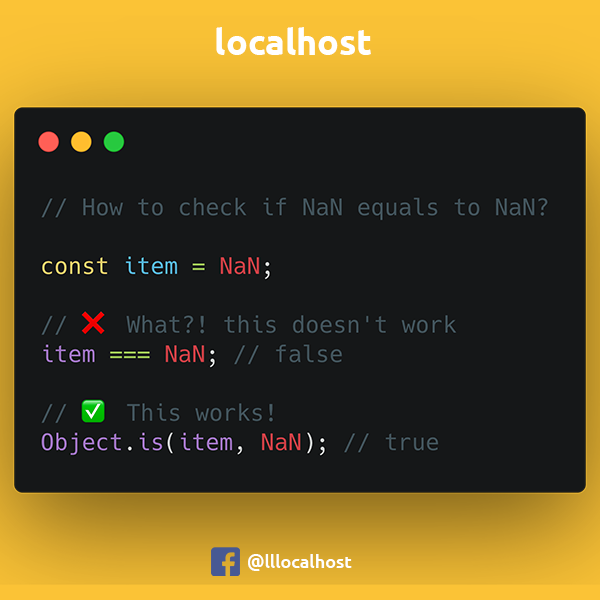 localhost
// How to check if NaN equals to NaN?
const item = NaN;
// ❌ What?! this doesn't work
item === NaN; // false
// ✅ This works!
Object.is(item, NaN); // true
@lllocalhost